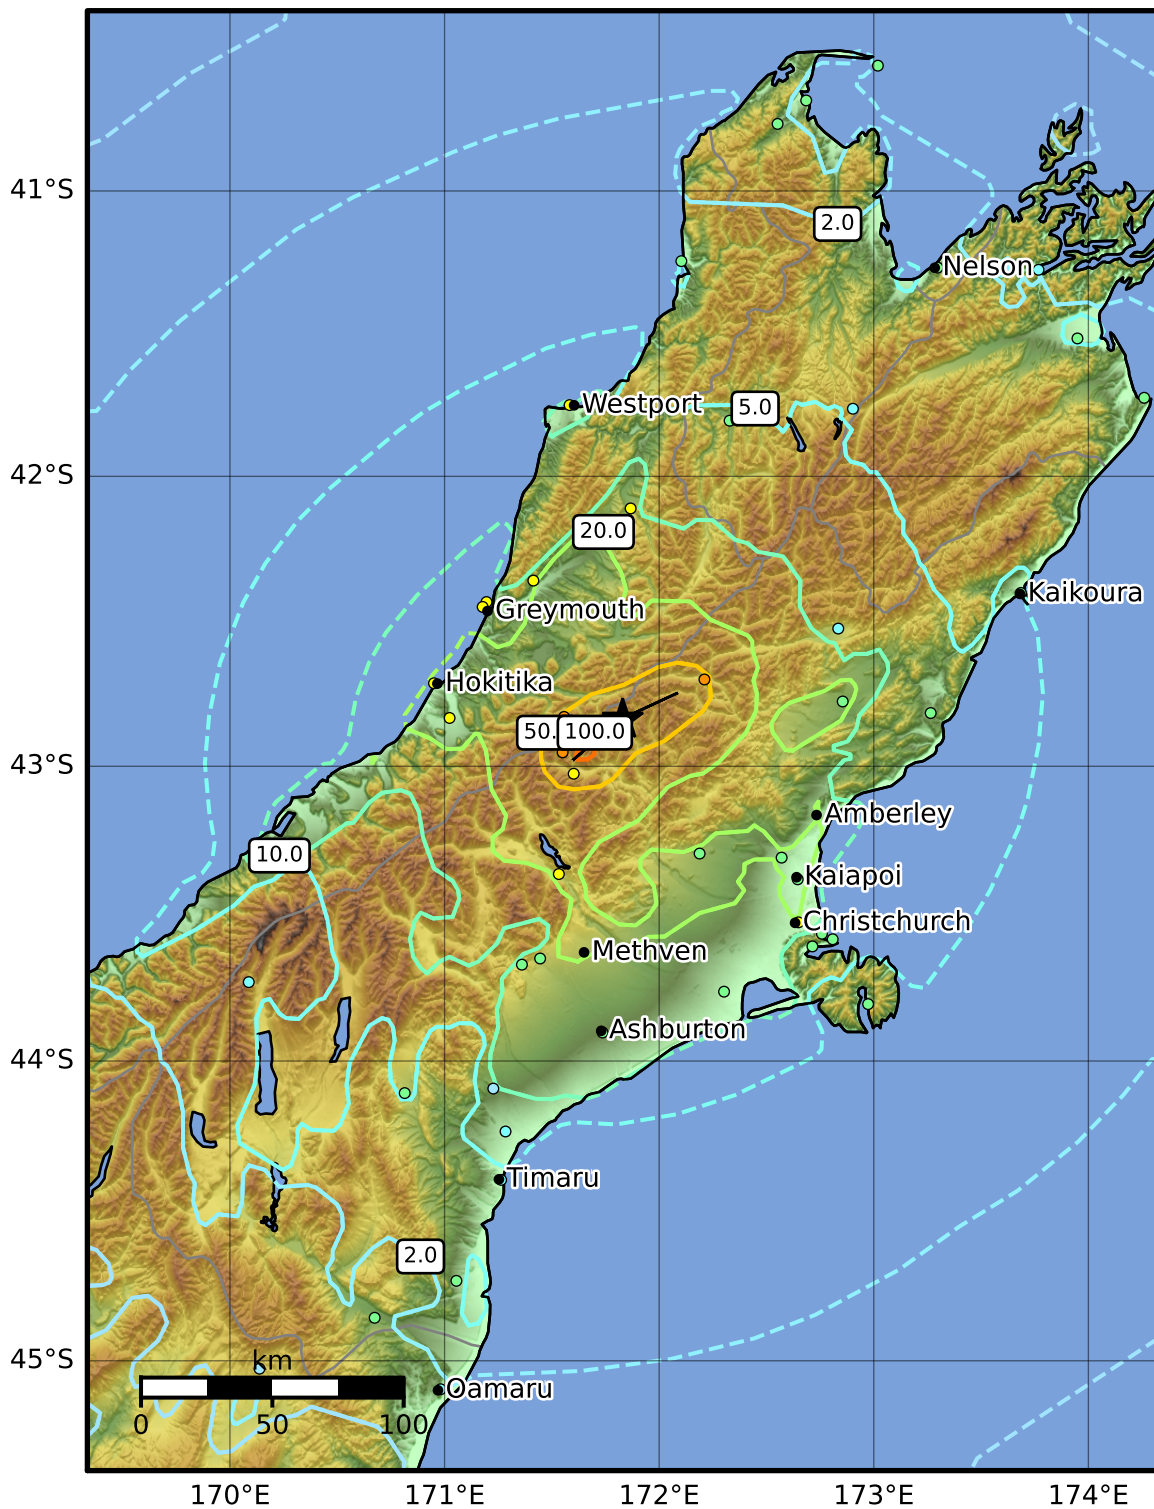 41°S
2.0
Nelson
Westport
5.0
42°S
20.0
Kaikoura
Greymouth
Hokitika
50.
100.0
43°S
Amberley
10.0
Kaiapoi
Christchurch
Methven
Ashburton
44°S
Timaru
2.0
45°S
km
Oamaru
0 50 100
170°E 171°E 172°E 173°E 174°E